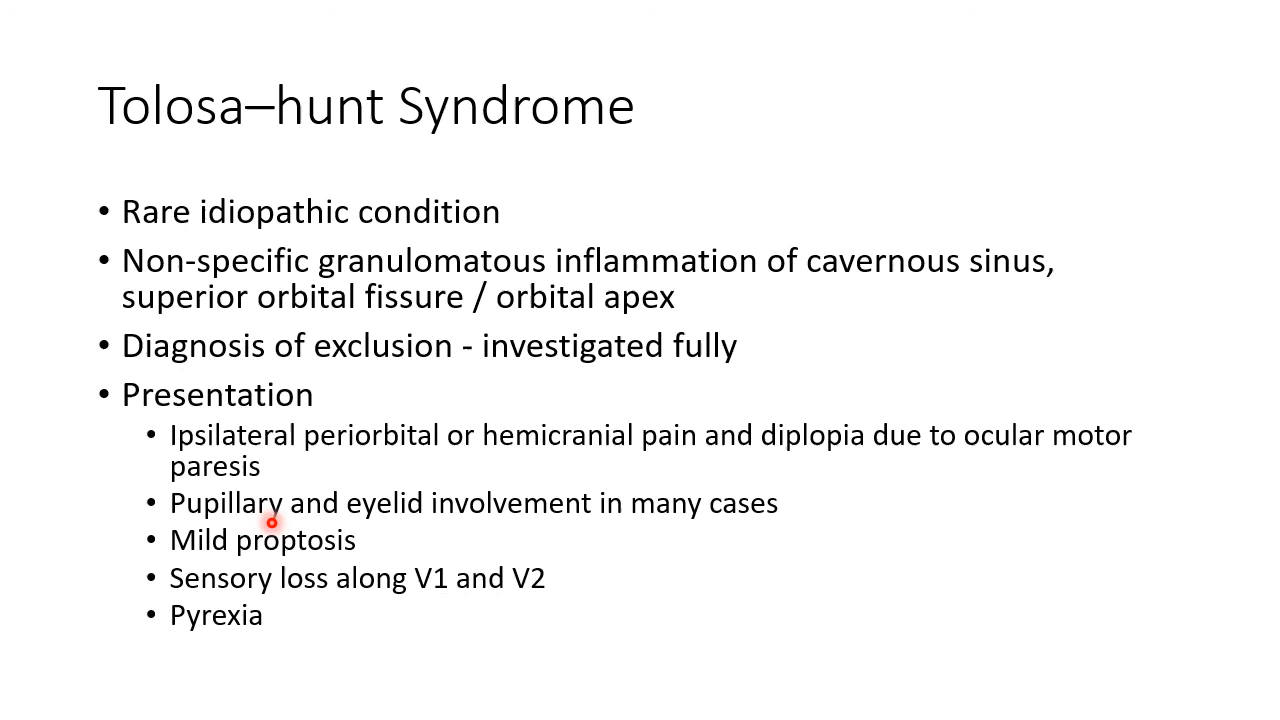 Tolosa–hunt Syndrome
• Rare idiopathic condition
• Non-specific granulomatous inflammation of cavernous sinus,
superior orbital fissure / orbital apex
• Diagnosis of exclusion - investigated fully
• Presentation
• Ipsilateral periorbital or hemicranial pain and diplopia due to ocular motor
paresis
• Pupillary and eyelid involvement in many cases
• Mild proptosis
• Sensory loss along V1 and V2
• Pyrexia